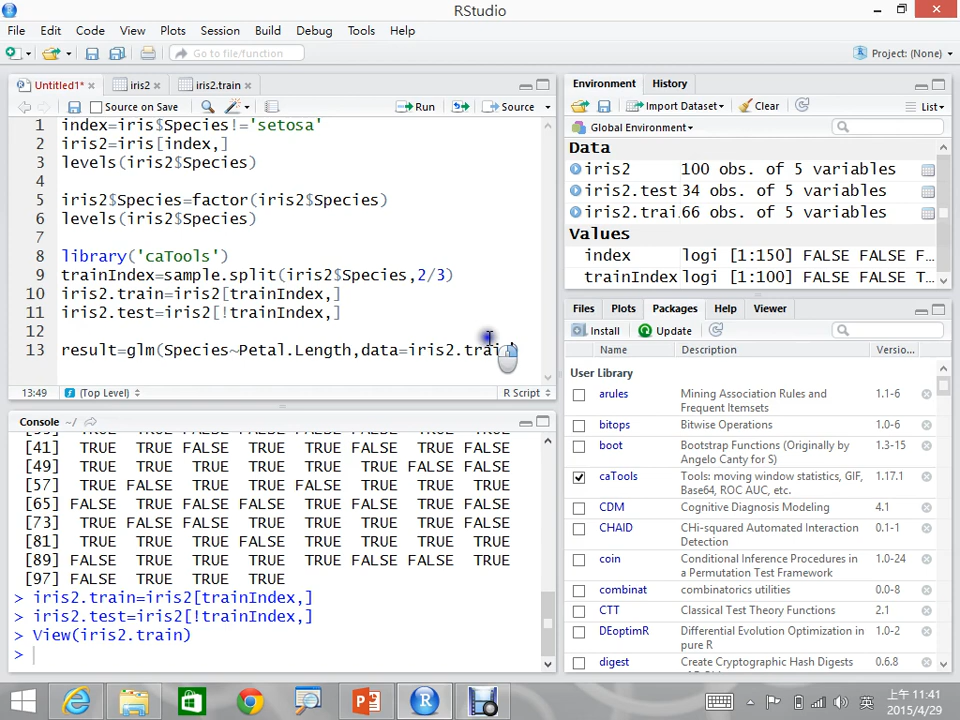 RStudio
File Edit Code View Plots Session Build Debug Tools Help
Go to file/function
Project: (None)
Untitled1* iris2 iris2.train
Source on Save Run Source
1 index=iris$Species!='setosa'
2 iris2=iris[index,]
3 levels(iris2$Species)
4
5 iris2$Species=factor(iris2$Species)
6 levels(iris2$Species)
7
8 library('caTools')
9 trainIndex=sample.split(iris2$Species,2/3)
10 iris2.train=iris2[trainIndex,]
11 iris2.test=iris2[!trainIndex,]
12
13 result=glm(Species~Petal.Length,data=iris2.trai
13:49 (Top Level) R Script
Console ~/
[41] TRUE TRUE FALSE TRUE TRUE FALSE TRUE FALSE
[49] TRUE TRUE TRUE TRUE TRUE TRUE FALSE FALSE
[57] TRUE FALSE TRUE TRUE FALSE TRUE TRUE TRUE
[65] FALSE TRUE TRUE FALSE TRUE FALSE FALSE FALSE
[73] TRUE FALSE FALSE TRUE TRUE FALSE TRUE TRUE
[81] TRUE TRUE FALSE TRUE TRUE TRUE TRUE TRUE
[89] FALSE FALSE TRUE TRUE TRUE FALSE FALSE TRUE
[97] FALSE TRUE TRUE TRUE
> iris2.train=iris2[trainIndex,]
> iris2.test=iris2[!trainIndex,]
> View(iris2.train)
>
Environment History
Import Dataset Clear List
Global Environment
Data
iris2 100 obs. of 5 variables
iris2.test 34 obs. of 5 variables
iris2.trai… 66 obs. of 5 variables
Values
index logi [1:150] FALSE FALSE F…
trainIndex logi [1:100] FALSE FALSE T…
Files Plots Packages Help Viewer
Install Update
Name Description Versio…
User Library
arules Mining Association Rules and Frequent Itemsets 1.1-6
bitops Bitwise Operations 1.0-6
boot Bootstrap Functions (Originally by Angelo Canty for S) 1.3-15
caTools Tools: moving window statistics, GIF, Base64, ROC AUC, etc. 1.17.1
CDM Cognitive Diagnosis Modeling 4.1
CHAID CHi-squared Automated Interaction Detection 0.1-1
coin Conditional Inference Procedures in a Permutation Test Framework 1.0-24
combinat combinatorics utilities 0.0-8
CTT Classical Test Theory Functions 2.1
DEoptimR Differential Evolution Optimization in pure R 1.0-2
digest Create Cryptographic Hash Digests 0.6.8
英
上午 11:41
2015/4/29